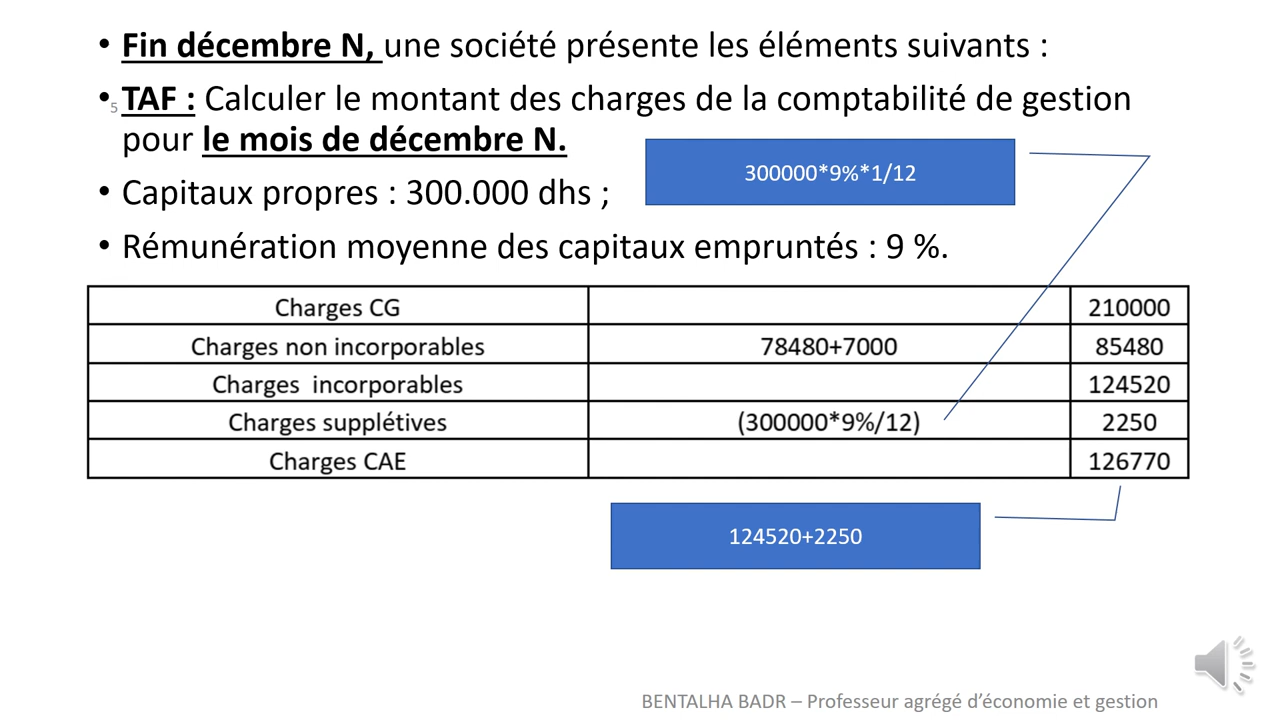 • Fin décembre N, une société présente les éléments suivants :
• TAF : Calculer le montant des charges de la comptabilité de gestion
5
pour le mois de décembre N.
300000*9%*1/12
• Capitaux propres : 300.000 dhs ;
• Rémunération moyenne des capitaux empruntés : 9 %.
Charges CG 210000
Charges non incorporables 78480+7000 85480
Charges incorporables 124520
Charges supplétives (300000*9%/12) 2250
Charges CAE 126770
124520+2250
BENTALHA BADR – Professeur agrégé d'économie et gestion